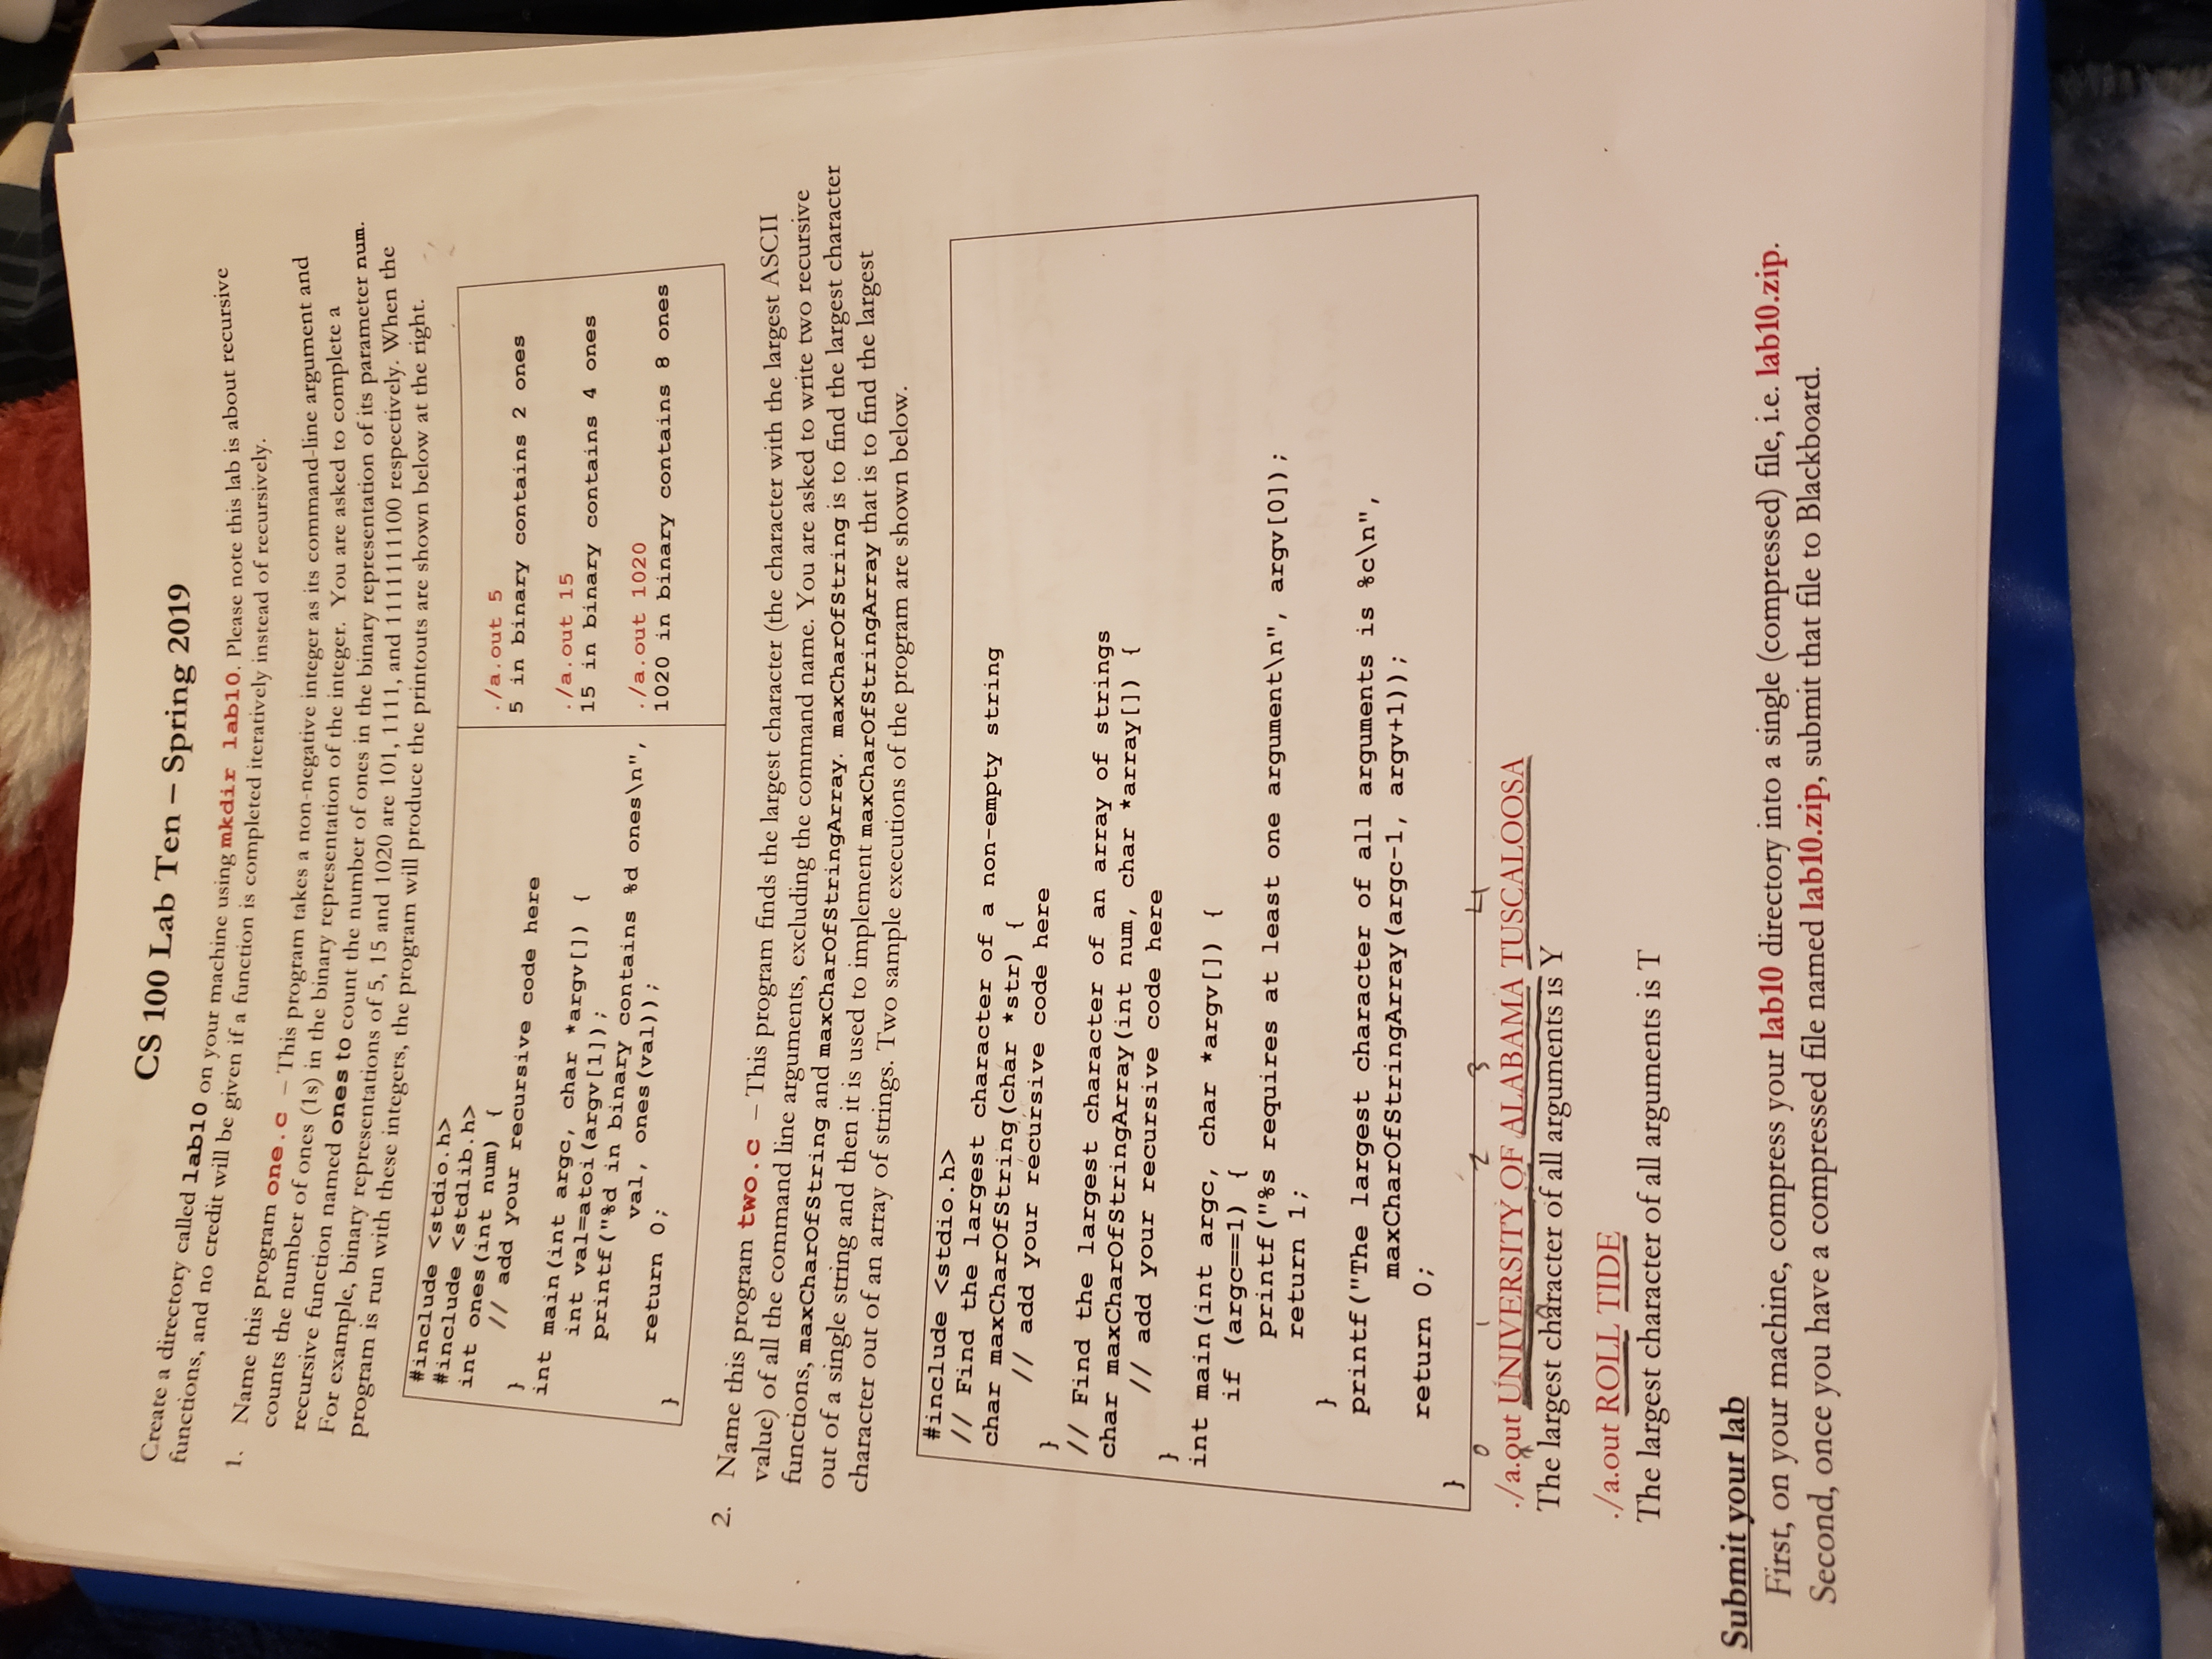 CS 100 Lab Ten – Spring 2019
Create a directory called lab10 on your machine using mkdir lab10. Please note this lab is about recursive
functions, and no credit will be given if a function is completed iteratively instead of recursively.
1. Name this program one.c – This program takes a non-negative integer as its command-line argument and
counts the number of ones (1s) in the binary representation of the integer. You are asked to complete a
recursive function named ones to count the number of ones in the binary representation of its parameter num.
For example, binary representations of 5, 15 and 1020 are 101, 1111, and 1111111100 respectively. When the
program is run with these integers, the program will produce the printouts are shown below at the right.
#include <stdio.h>
#include <stdlib.h>
int ones(int num) {
// add your recursive code here
}
int main(int argc, char *argv[]) {
int val=atoi(argv[1]);
printf("%d in binary contains %d ones\n",
val, ones(val));
return 0;
}
./a.out 5
5 in binary contains 2 ones
./a.out 15
15 in binary contains 4 ones
./a.out 1020
1020 in binary contains 8 ones
2. Name this program two.c – This program finds the largest character (the character with the largest ASCII
value) of all the command line arguments, excluding the command name. You are asked to write two recursive
functions, maxCharOfString and maxCharOfStringArray. maxCharOfString is to find the largest character
out of a single string and then it is used to implement maxCharOfStringArray that is to find the largest
character out of an array of strings. Two sample executions of the program are shown below.
#include <stdio.h>
// Find the largest character of a non-empty string
char maxCharOfString(char *str) {
// add your recursive code here
}
// Find the largest character of an array of strings
char maxCharOfStringArray(int num, char *array[]) {
// add your recursive code here
}
int main(int argc, char *argv[]) {
if (argc==1) {
printf("%s requires at least one argument\n", argv[0]);
return 1;
}
printf("The largest character of all arguments is %c\n",
maxCharOfStringArray(argc-1, argv+1));
return 0;
}
0 1 2 3 4
./a.out UNIVERSITY OF ALABAMA TUSCALOOSA
The largest character of all arguments is Y
./a.out ROLL TIDE
The largest character of all arguments is T
Submit your lab
First, on your machine, compress your lab10 directory into a single (compressed) file, i.e. lab10.zip.
Second, once you have a compressed file named lab10.zip, submit that file to Blackboard.